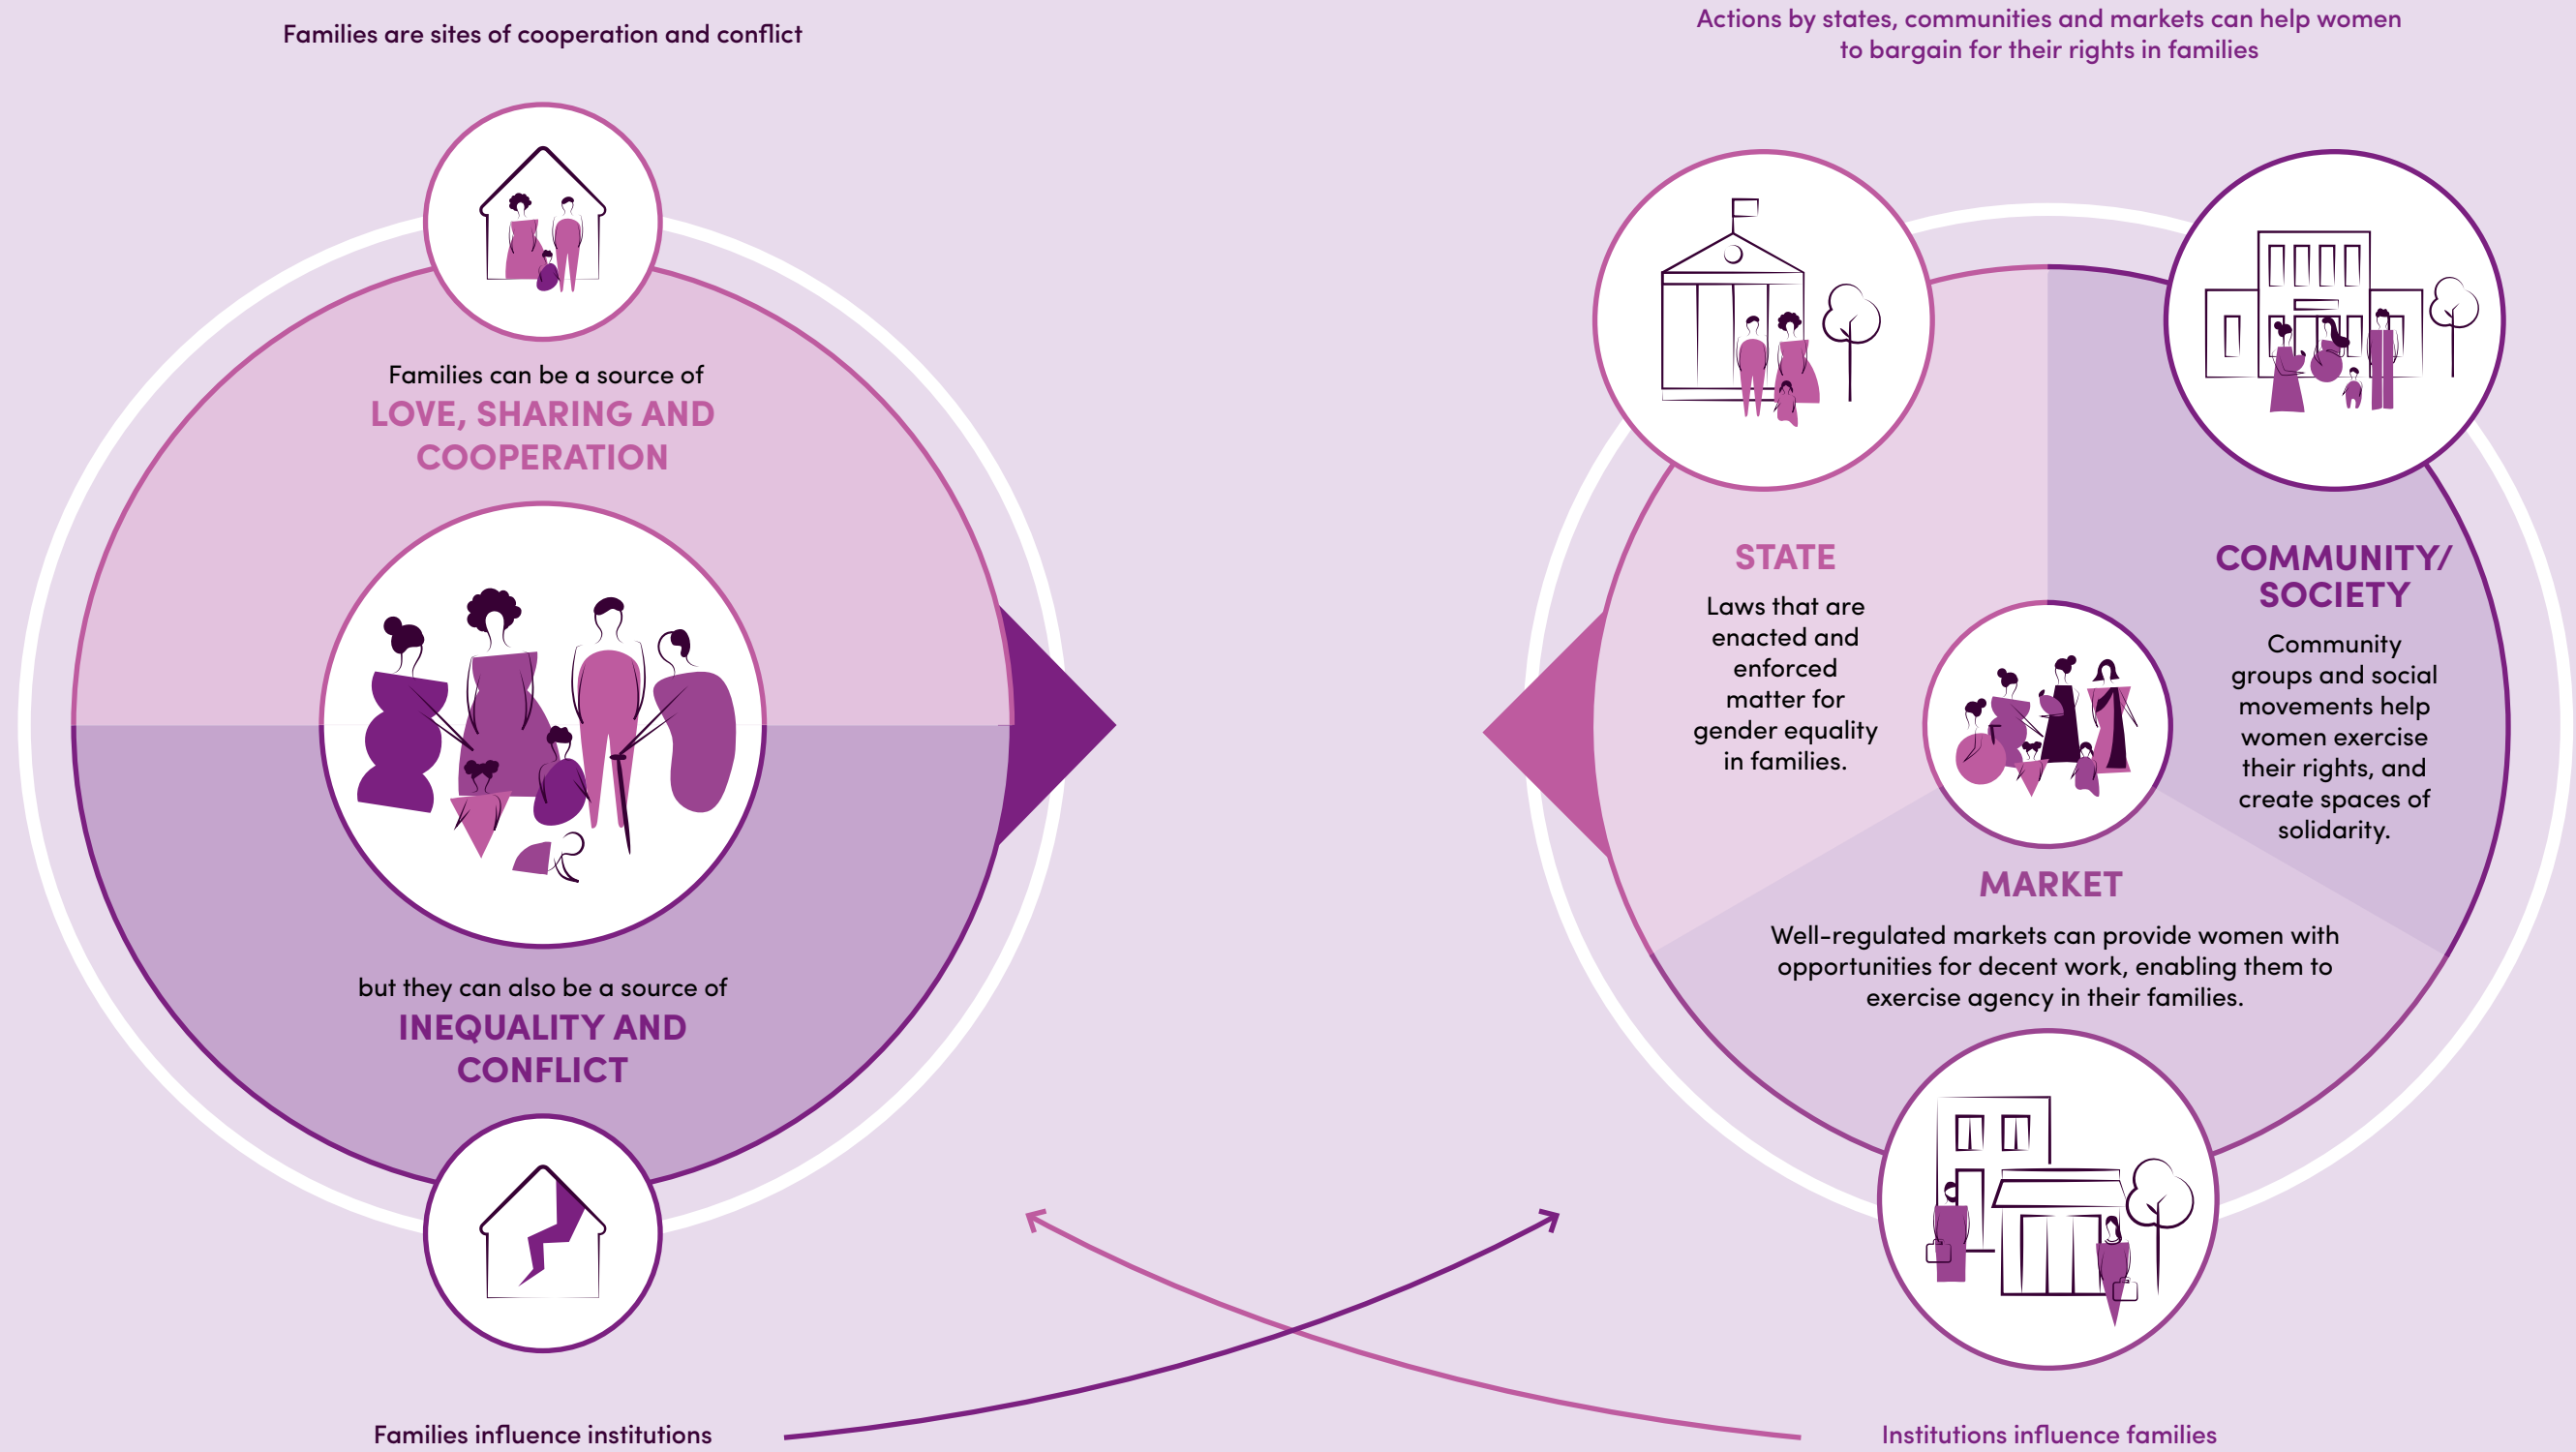 Families are sites of cooperation and conflict
Families can be a source of
LOVE, SHARING AND
COOPERATION
but they can also be a source of
INEQUALITY AND
CONFLICT
Families influence institutions
Actions by states, communities and markets can help women
to bargain for their rights in families
STATE
Laws that are
enacted and
enforced
matter for
gender equality
in families.
COMMUNITY/
SOCIETY
Community
groups and social
movements help
women exercise
their rights, and
create spaces of
solidarity.
MARKET
Well-regulated markets can provide women with
opportunities for decent work, enabling them to
exercise agency in their families.
Institutions influence families